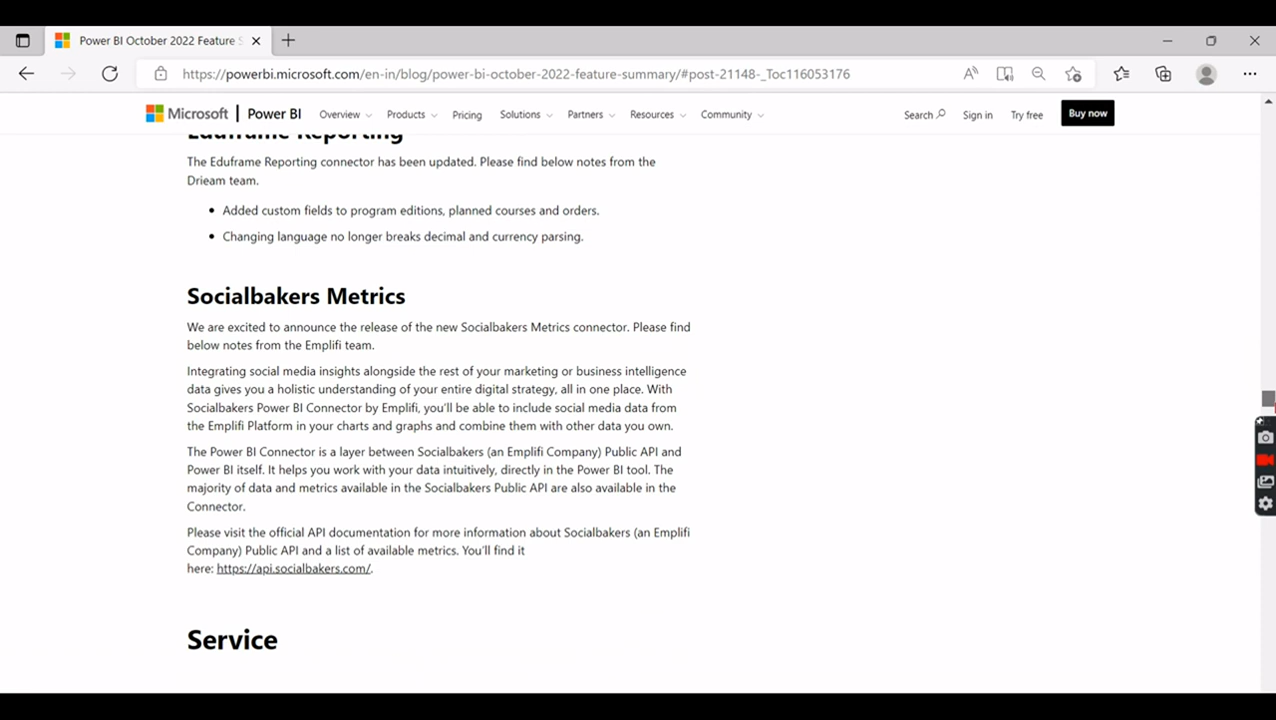 Power BI October 2022 Feature S
https://powerbi.microsoft.com/en-in/blog/power-bi-october-2022-feature-summary/#post-21148-_Toc116053176
Microsoft Power BI Overview Products Pricing Solutions Partners Resources Community Search Sign in Try free Buy now
Eduframe Reporting
The Eduframe Reporting connector has been updated. Please find below notes from the
Drieam team.
• Added custom fields to program editions, planned courses and orders.
• Changing language no longer breaks decimal and currency parsing.
Socialbakers Metrics
We are excited to announce the release of the new Socialbakers Metrics connector. Please find
below notes from the Emplifi team.
Integrating social media insights alongside the rest of your marketing or business intelligence
data gives you a holistic understanding of your entire digital strategy, all in one place. With
Socialbakers Power BI Connector by Emplifi, you'll be able to include social media data from
the Emplifi Platform in your charts and graphs and combine them with other data you own.
The Power BI Connector is a layer between Socialbakers (an Emplifi Company) Public API and
Power BI itself. It helps you work with your data intuitively, directly in the Power BI tool. The
majority of data and metrics available in the Socialbakers Public API are also available in the
Connector.
Please visit the official API documentation for more information about Socialbakers (an Emplifi
Company) Public API and a list of available metrics. You'll find it
here: https://api.socialbakers.com/.
Service